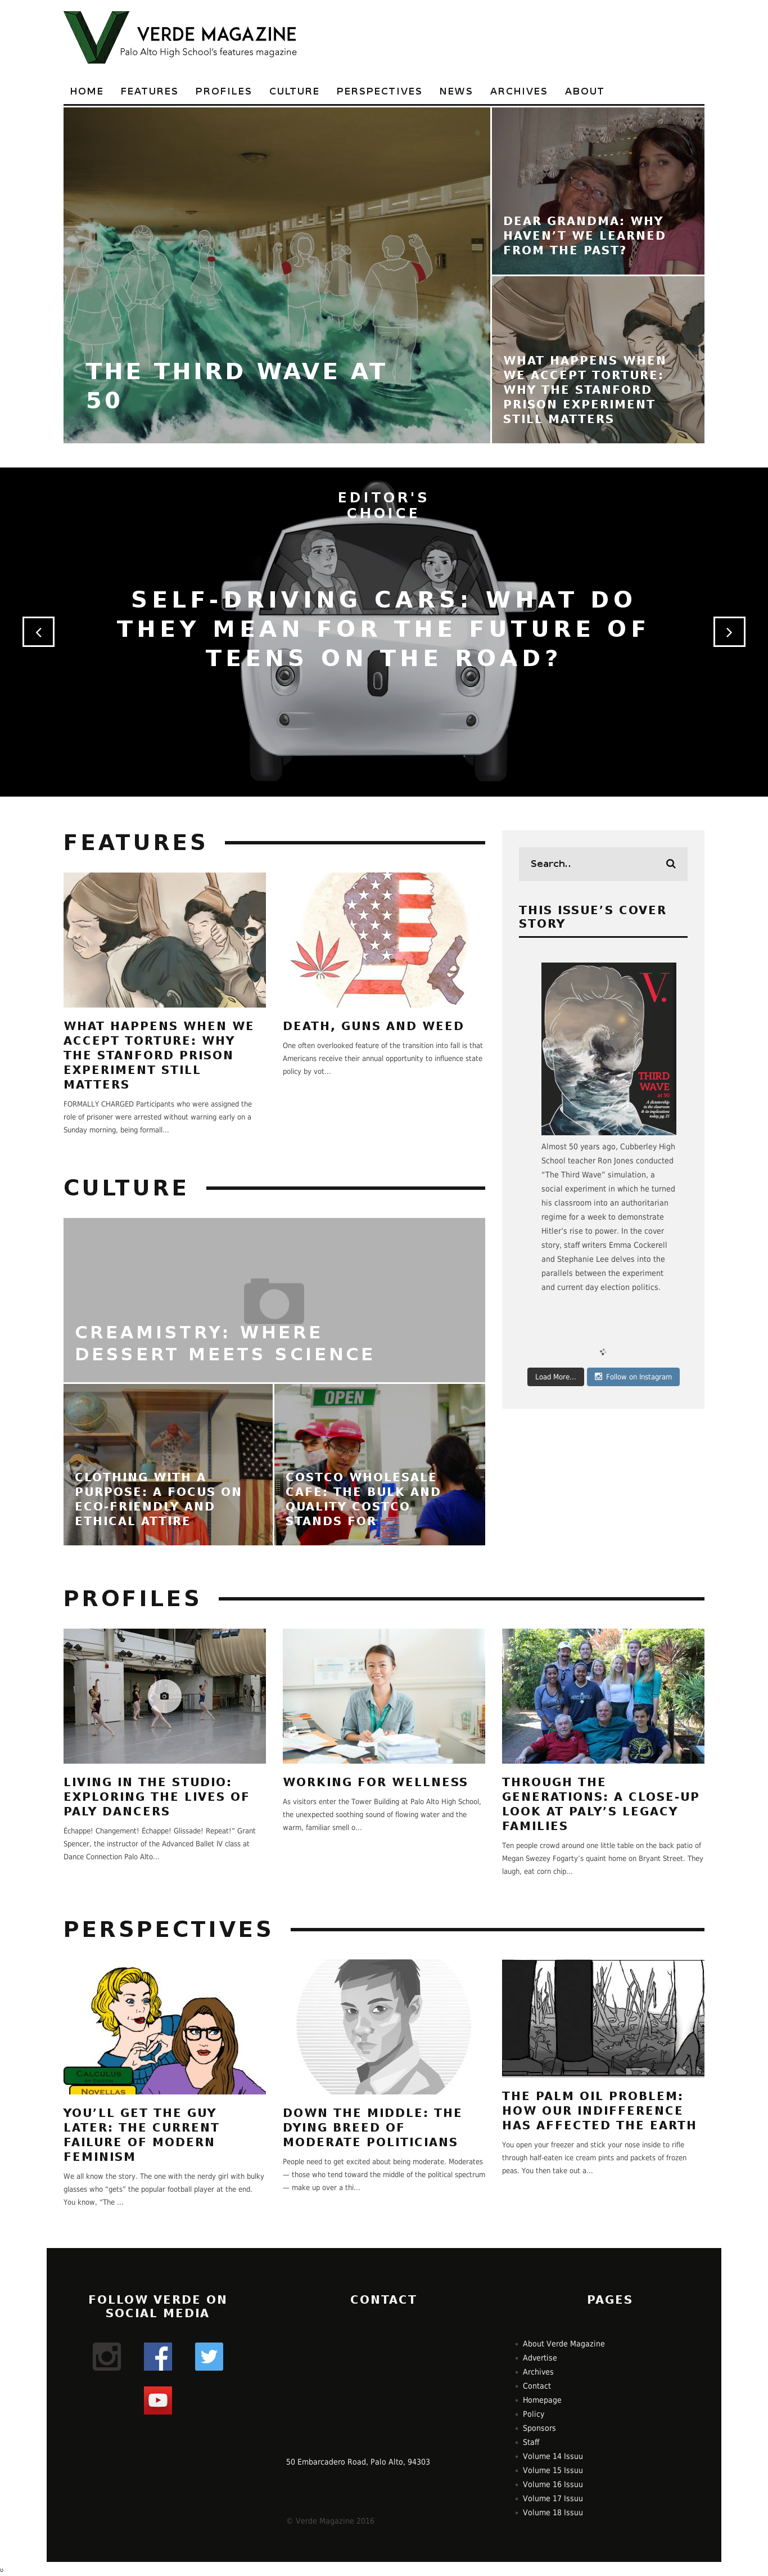 VERDE MAGAZINE
Palo Alto High School's features magazine
HOME FEATURES PROFILES CULTURE PERSPECTIVES NEWS ARCHIVES ABOUT
THE THIRD WAVE AT
50
DEAR GRANDMA: WHY
HAVEN'T WE LEARNED
FROM THE PAST?
WHAT HAPPENS WHEN
WE ACCEPT TORTURE:
WHY THE STANFORD
PRISON EXPERIMENT
STILL MATTERS
EDITOR'S
CHOICE
SELF-DRIVING CARS: WHAT DO
THEY MEAN FOR THE FUTURE OF
TEENS ON THE ROAD?
FEATURES
WHAT HAPPENS WHEN WE
ACCEPT TORTURE: WHY
THE STANFORD PRISON
EXPERIMENT STILL
MATTERS
FORMALLY CHARGED Participants who were assigned the
role of prisoner were arrested without warning early on a
Sunday morning, being formall...
DEATH, GUNS AND WEED
One often overlooked feature of the transition into fall is that
Americans receive their annual opportunity to influence state
policy by vot...
Search..
THIS ISSUE'S COVER
STORY
V.
THIRD
WAVE
at 50
Almost 50 years ago, Cubberley High
School teacher Ron Jones conducted
"The Third Wave" simulation, a
social experiment in which he turned
his classroom into an authoritarian
regime for a week to demonstrate
Hitler's rise to power. In the cover
story, staff writers Emma Cockerell
and Stephanie Lee delves into the
parallels between the experiment
and current day election politics.
Load More...
Follow on Instagram
CULTURE
CREAMISTRY: WHERE
DESSERT MEETS SCIENCE
CLOTHING WITH A
PURPOSE: A FOCUS ON
ECO-FRIENDLY AND
ETHICAL ATTIRE
OPEN
COSTCO WHOLESALE
CAFE: THE BULK AND
QUALITY COSTCO
STANDS FOR
PROFILES
LIVING IN THE STUDIO:
EXPLORING THE LIVES OF
PALY DANCERS
Échappe! Changement! Échappe! Glissade! Repeat!" Grant
Spencer, the instructor of the Advanced Ballet IV class at
Dance Connection Palo Alto...
WORKING FOR WELLNESS
As visitors enter the Tower Building at Palo Alto High School,
the unexpected soothing sound of flowing water and the
warm, familiar smell o...
THROUGH THE
GENERATIONS: A CLOSE-UP
LOOK AT PALY'S LEGACY
FAMILIES
Ten people crowd around one little table on the back patio of
Megan Swezey Fogarty's quaint home on Bryant Street. They
laugh, eat corn chip...
PERSPECTIVES
CALCULUS
NOVELLAS
YOU'LL GET THE GUY
LATER: THE CURRENT
FAILURE OF MODERN
FEMINISM
We all know the story. The one with the nerdy girl with bulky
glasses who "gets" the popular football player at the end.
You know, "The ...
DOWN THE MIDDLE: THE
DYING BREED OF
MODERATE POLITICIANS
People need to get excited about being moderate. Moderates
— those who tend toward the middle of the political spectrum
— make up over a thi...
THE PALM OIL PROBLEM:
HOW OUR INDIFFERENCE
HAS AFFECTED THE EARTH
You open your freezer and stick your nose inside to rifle
through half-eaten ice cream pints and packets of frozen
peas. You then take out a...
FOLLOW VERDE ON
SOCIAL MEDIA
CONTACT
50 Embarcadero Road, Palo Alto, 94303
© Verde Magazine 2016
PAGES
About Verde Magazine
Advertise
Archives
Contact
Homepage
Policy
Sponsors
Staff
Volume 14 Issuu
Volume 15 Issuu
Volume 16 Issuu
Volume 17 Issuu
Volume 18 Issuu